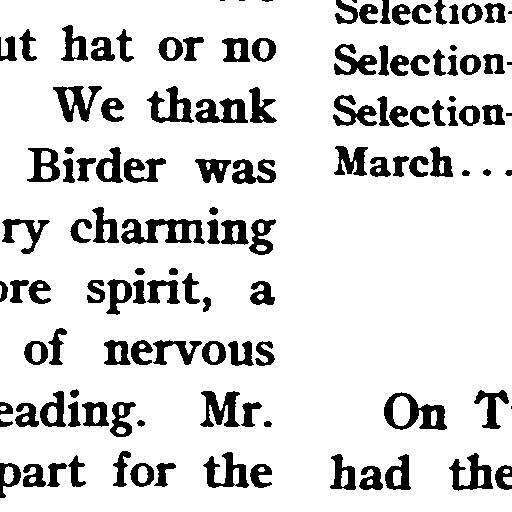 ut hat or no
We thank
Birder was
ry charming
ore spirit, a
of nervous
eading. Mr.
part for the
Selection-
Selection-
Selection-
March...
On T
had the